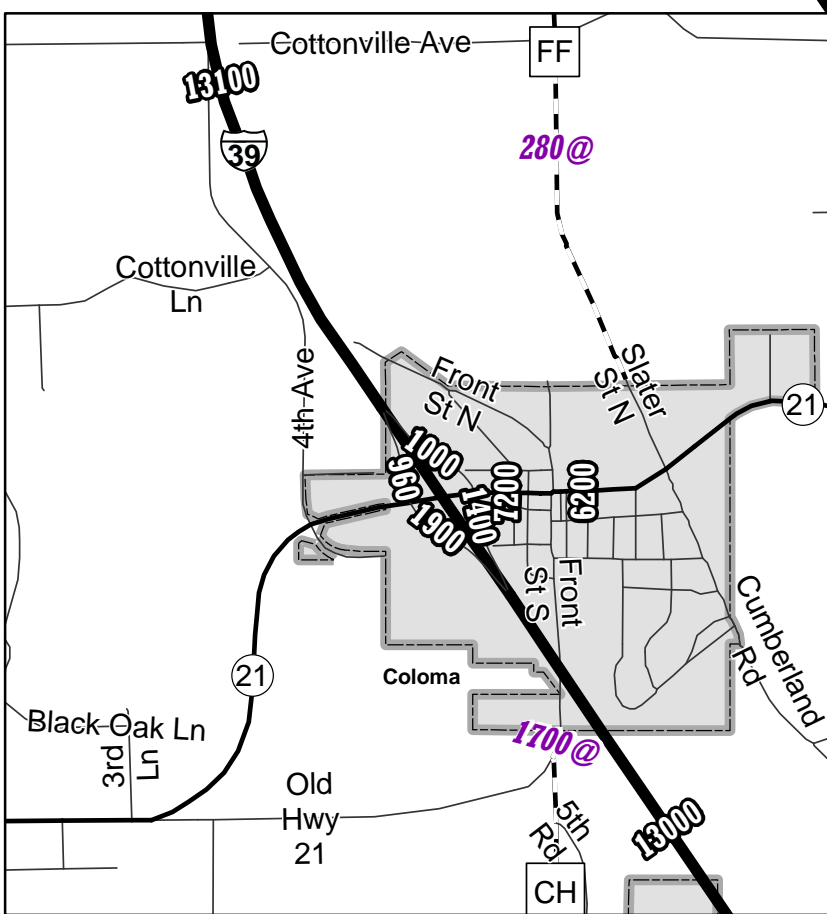 Cottonville Ave
FF
13100
39
280@
Cottonville
Ln
4th Ave
Front
St N
Slater
St N
21
1000
960
1900
1400
7200
6200
Front
St S
Cumberland
Rd
21
Coloma
Black Oak Ln
3rd
Ln
1700@
Old
Hwy
21
5th
Rd
13000
CH